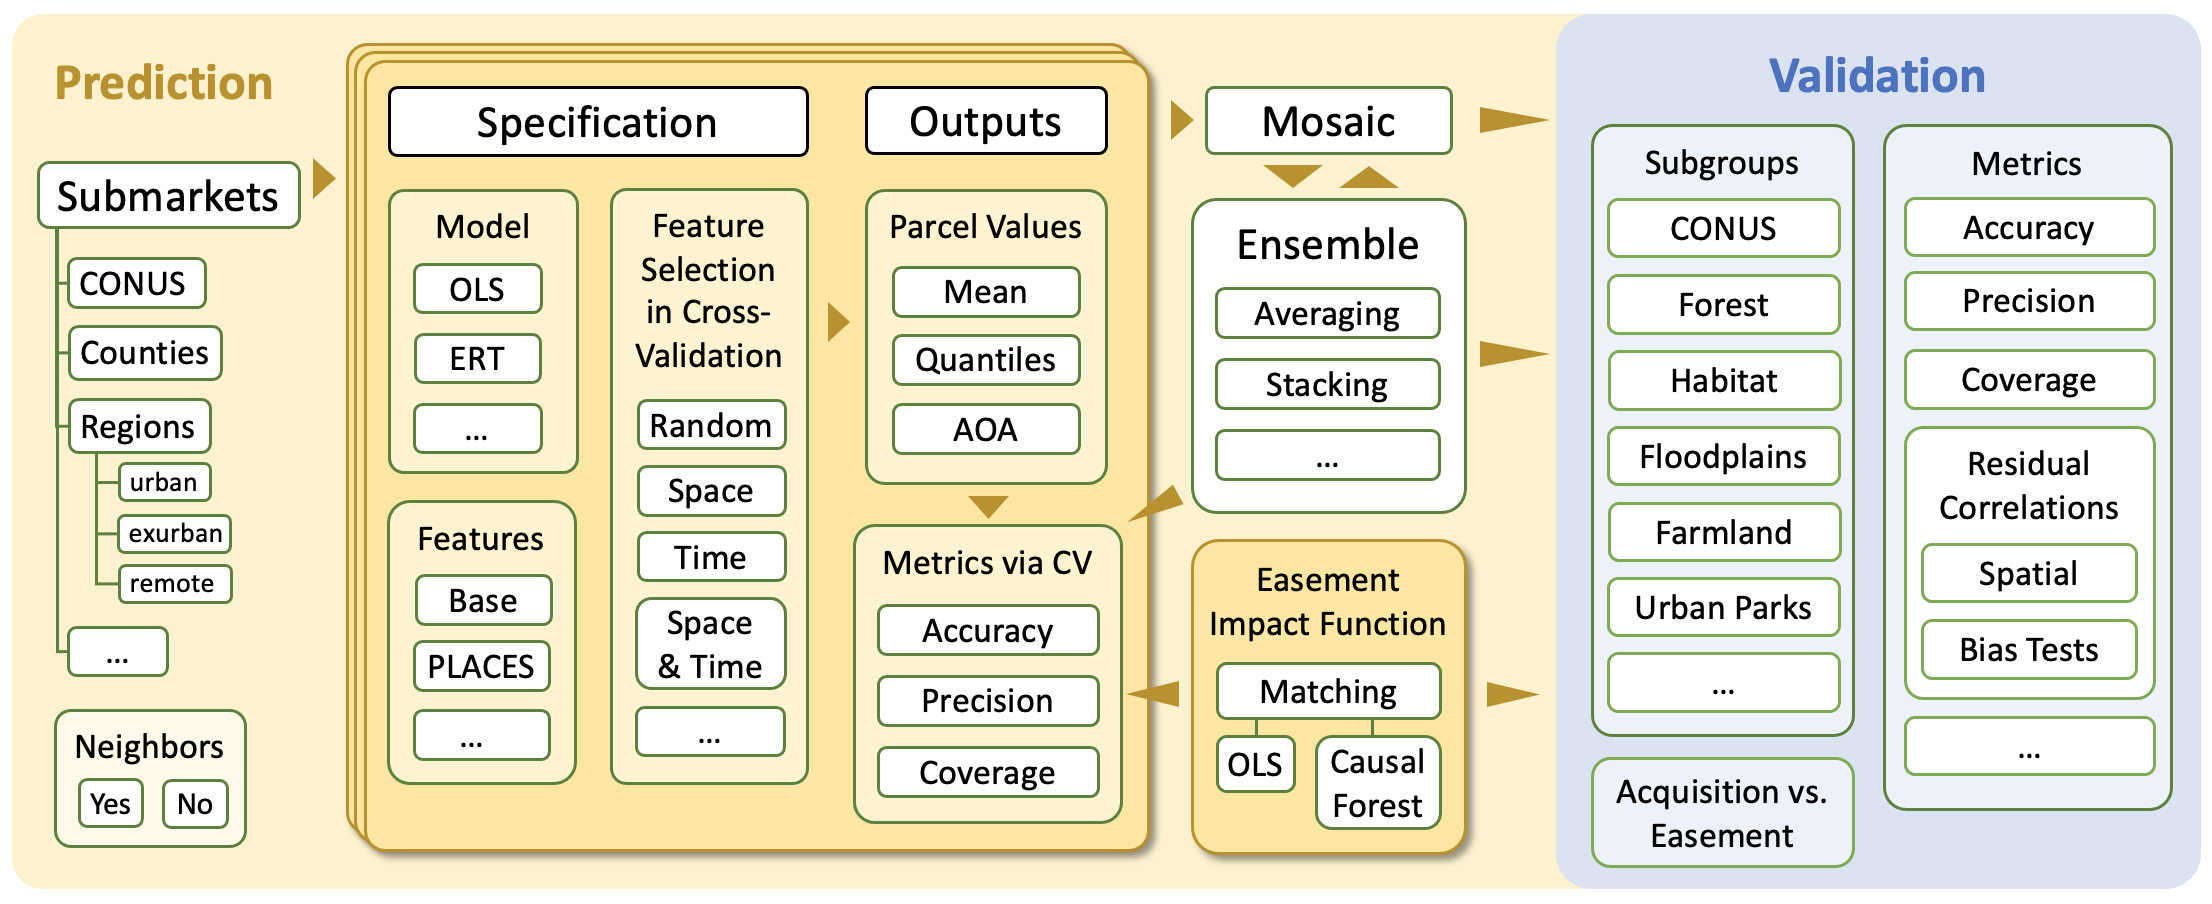 Prediction
Submarkets
CONUS
Counties
Regions
urban
exurban
remote
...
Neighbors
Yes
No
Specification
Model
OLS
ERT
...
Features
Base
PLACES
...
Feature
Selection
in Cross-
Validation
Random
Space
Time
Space
& Time
...
Outputs
Parcel Values
Mean
Quantiles
AOA
Metrics via CV
Accuracy
Precision
Coverage
Mosaic
Ensemble
Averaging
Stacking
...
Easement
Impact Function
Matching
OLS
Causal
Forest
Validation
Subgroups
CONUS
Forest
Habitat
Floodplains
Farmland
Urban Parks
...
Acquisition vs.
Easement
Metrics
Accuracy
Precision
Coverage
Residual
Correlations
Spatial
Bias Tests
...